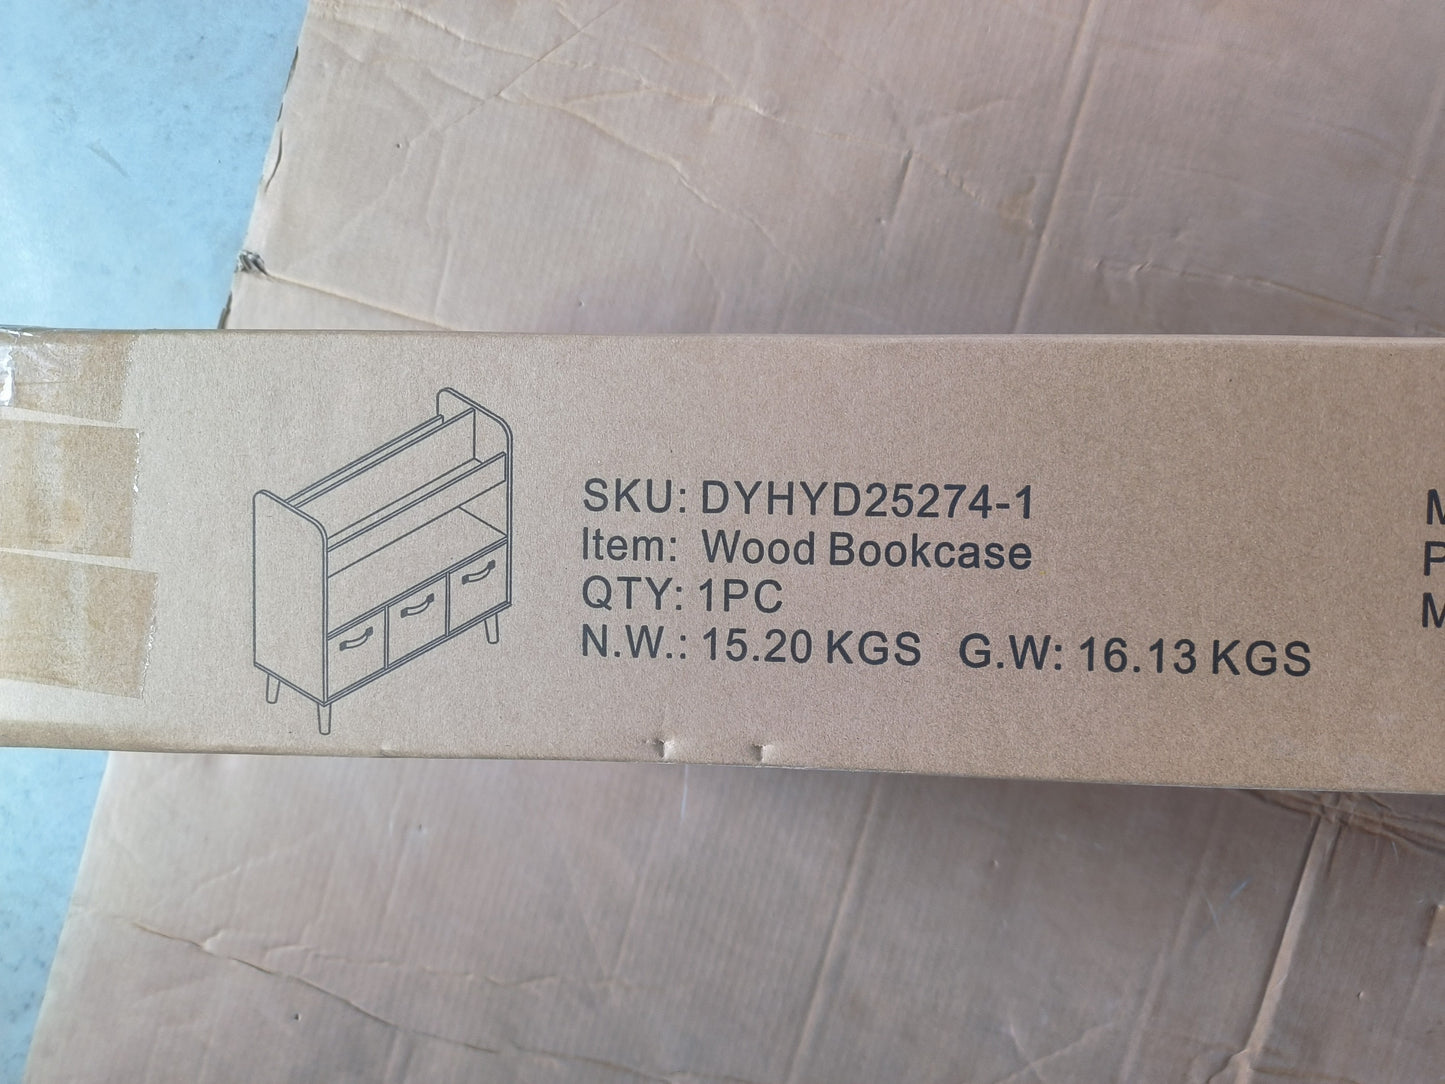 SKU: DYHYD25274-1
Item: Wood Bookcase
QTY: 1PC
N.W.: 15.20 KGS G.W: 16.13 KGS